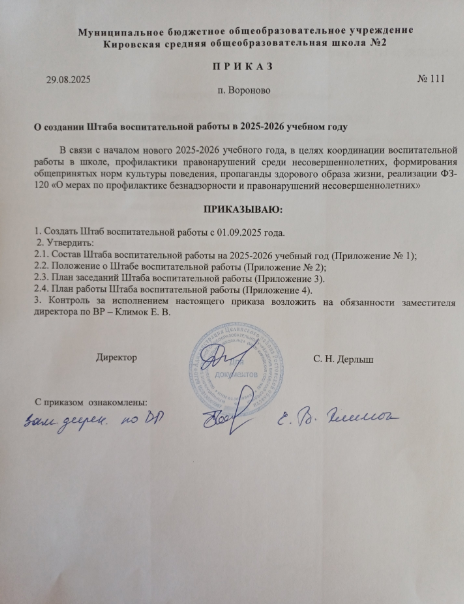 Муниципальное бюджетное общеобразовательное учреждение
Кировская средняя общеобразовательная школа №2
П Р И К А З
29.08.2025 № 111
п. Вороново
О создании Штаба воспитательной работы в 2025-2026 учебном году
В связи с началом нового 2025-2026 учебного года, в целях координации воспитательной
работы в школе, профилактики правонарушений среди несовершеннолетних, формирования
общепринятых норм культуры поведения, пропаганды здорового образа жизни, реализации ФЗ-
120 «О мерах по профилактике безнадзорности и правонарушений несовершеннолетних»
ПРИКАЗЫВАЮ:
1. Создать Штаб воспитательной работы с 01.09.2025 года.
2. Утвердить:
2.1. Состав Штаба воспитательной работы на 2025-2026 учебный год (Приложение № 1);
2.2. Положение о Штабе воспитательной работы (Приложение № 2);
2.3. План заседаний Штаба воспитательной работы (Приложение 3).
2.4. План работы Штаба воспитательной работы (Приложение 4).
3. Контроль за исполнением настоящего приказа возложить на обязанности заместителя
директора по ВР – Климок Е. В.
Директор С. Н. Дерлыш
документов
С приказом ознакомлены:
Зам. дирек. по ВР Е. В. Климок